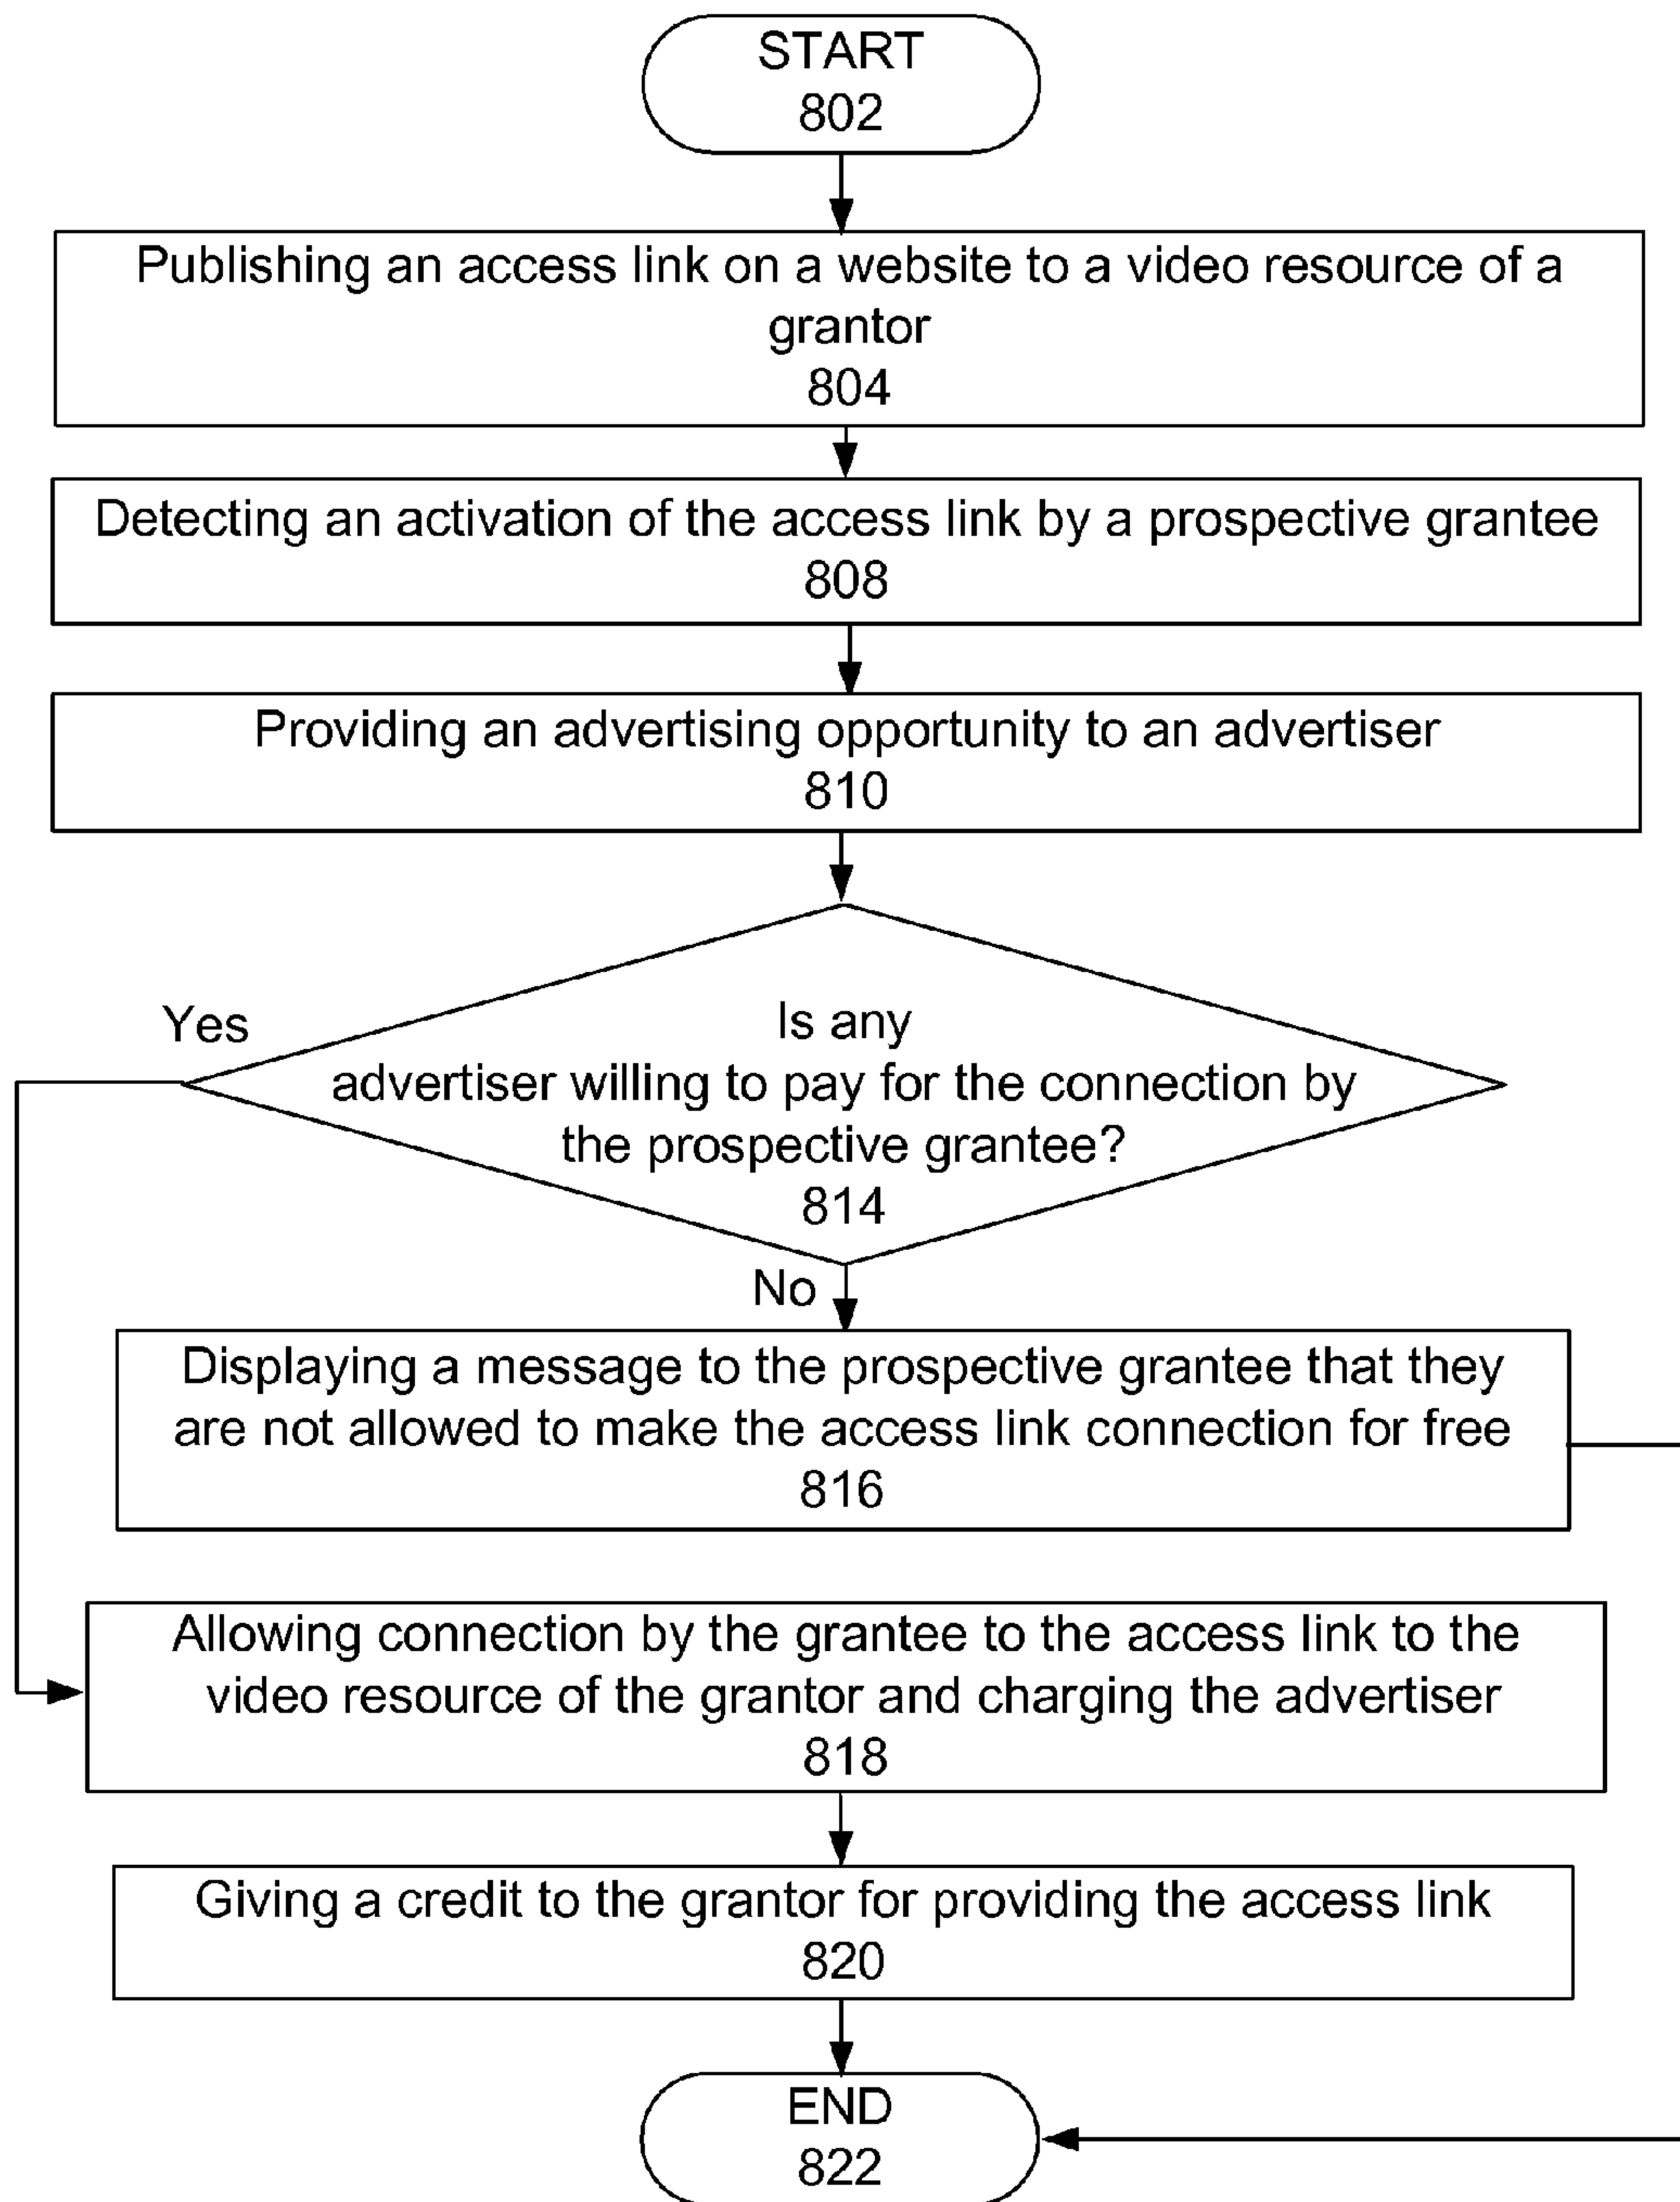 START
802
Publishing an access link on a website to a video resource of a
grantor
804
Detecting an activation of the access link by a prospective grantee
808
Providing an advertising opportunity to an advertiser
810
Yes
Is any
advertiser willing to pay for the connection by
the prospective grantee?
814
No
Displaying a message to the prospective grantee that they
are not allowed to make the access link connection for free
816
Allowing connection by the grantee to the access link to the
video resource of the grantor and charging the advertiser
818
Giving a credit to the grantor for providing the access link
820
END
822